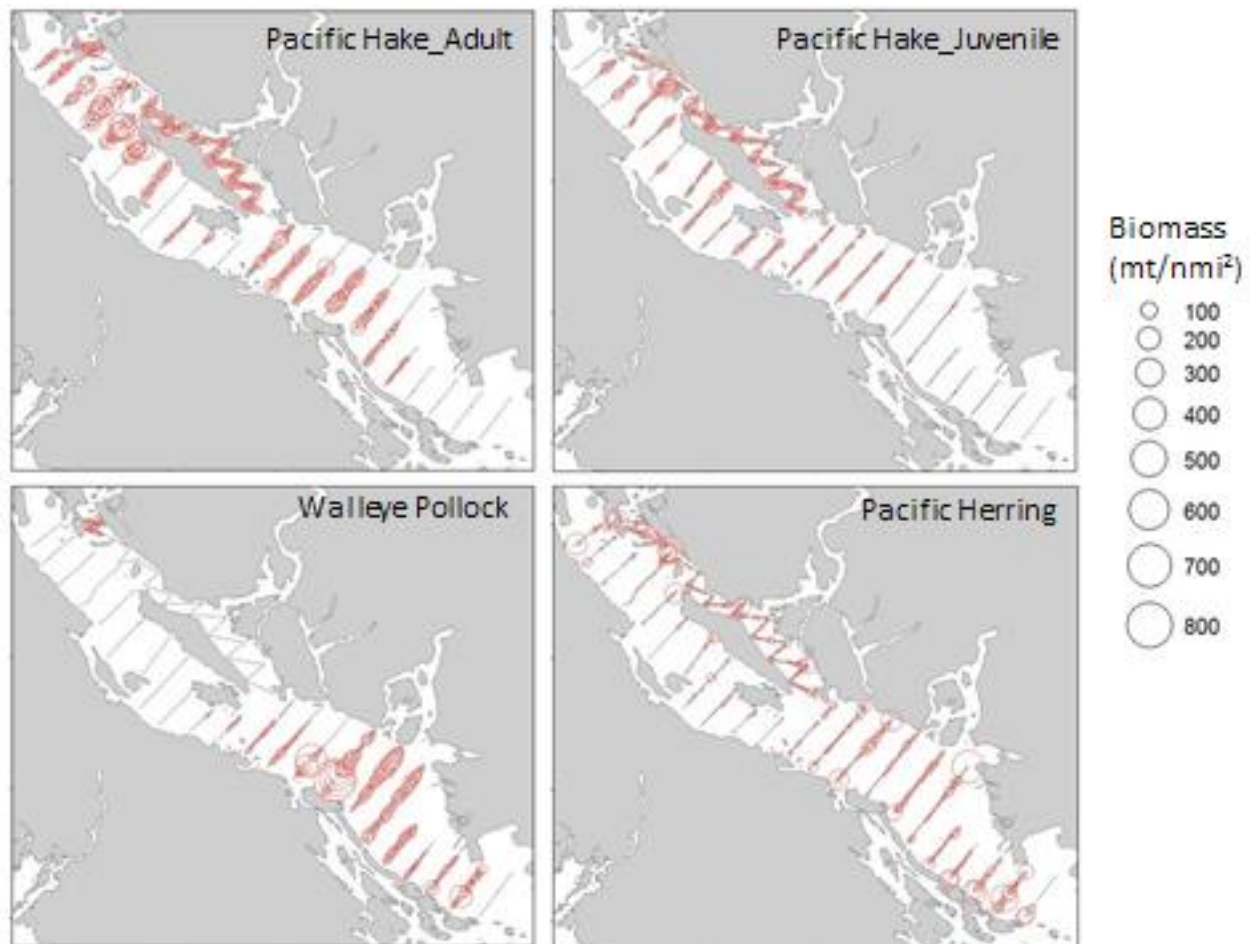 Pacific Hake_Adult
Pacific Hake_Juvenile
Walleye Pollock
Pacific Herring
Biomass
(mt/nmi²)
100
200
300
400
500
600
700
800